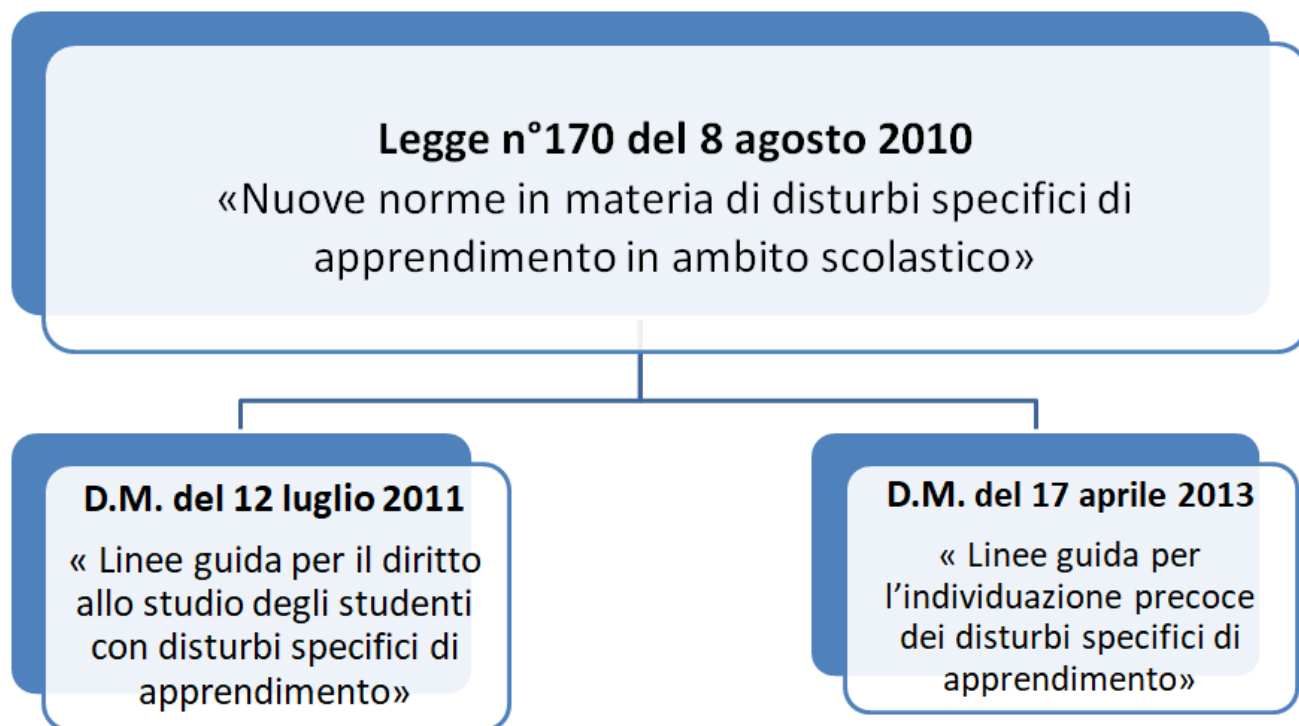 Legge n°170 del 8 agosto 2010
«Nuove norme in materia di disturbi specifici di
apprendimento in ambito scolastico»
D.M. del 12 luglio 2011
« Linee guida per il diritto
allo studio degli studenti
con disturbi specifici di
apprendimento»
D.M. del 17 aprile 2013
« Linee guida per
l’individuazione precoce
dei disturbi specifici di
apprendimento»